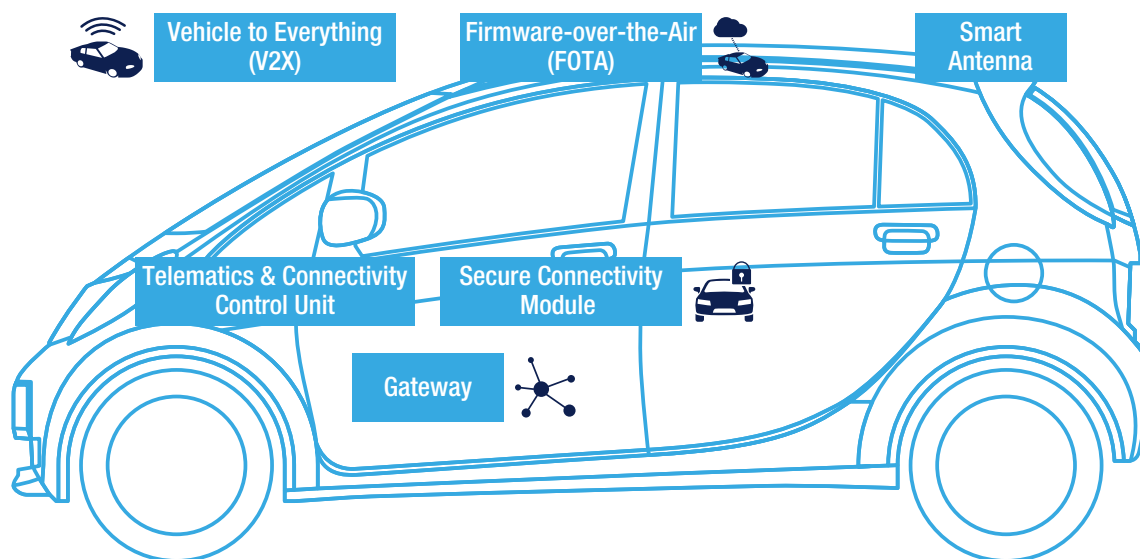 Vehicle to Everything
(V2X)
Firmware-over-the-Air
(FOTA)
Smart
Antenna
Telematics & Connectivity
Control Unit
Secure Connectivity
Module
Gateway